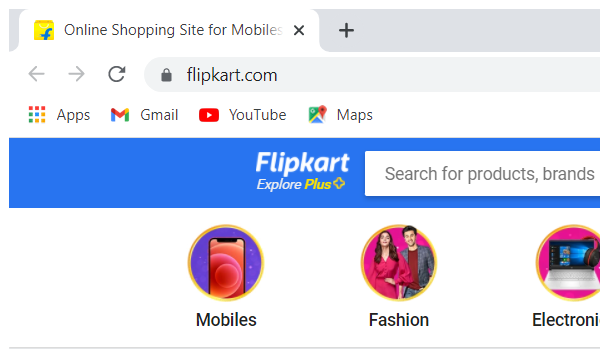 Online Shopping Site for Mobiles
flipkart.com
Apps Gmail YouTube Maps
Flipkart
Explore Plus
Search for products, brands
Mobiles Fashion Electroni